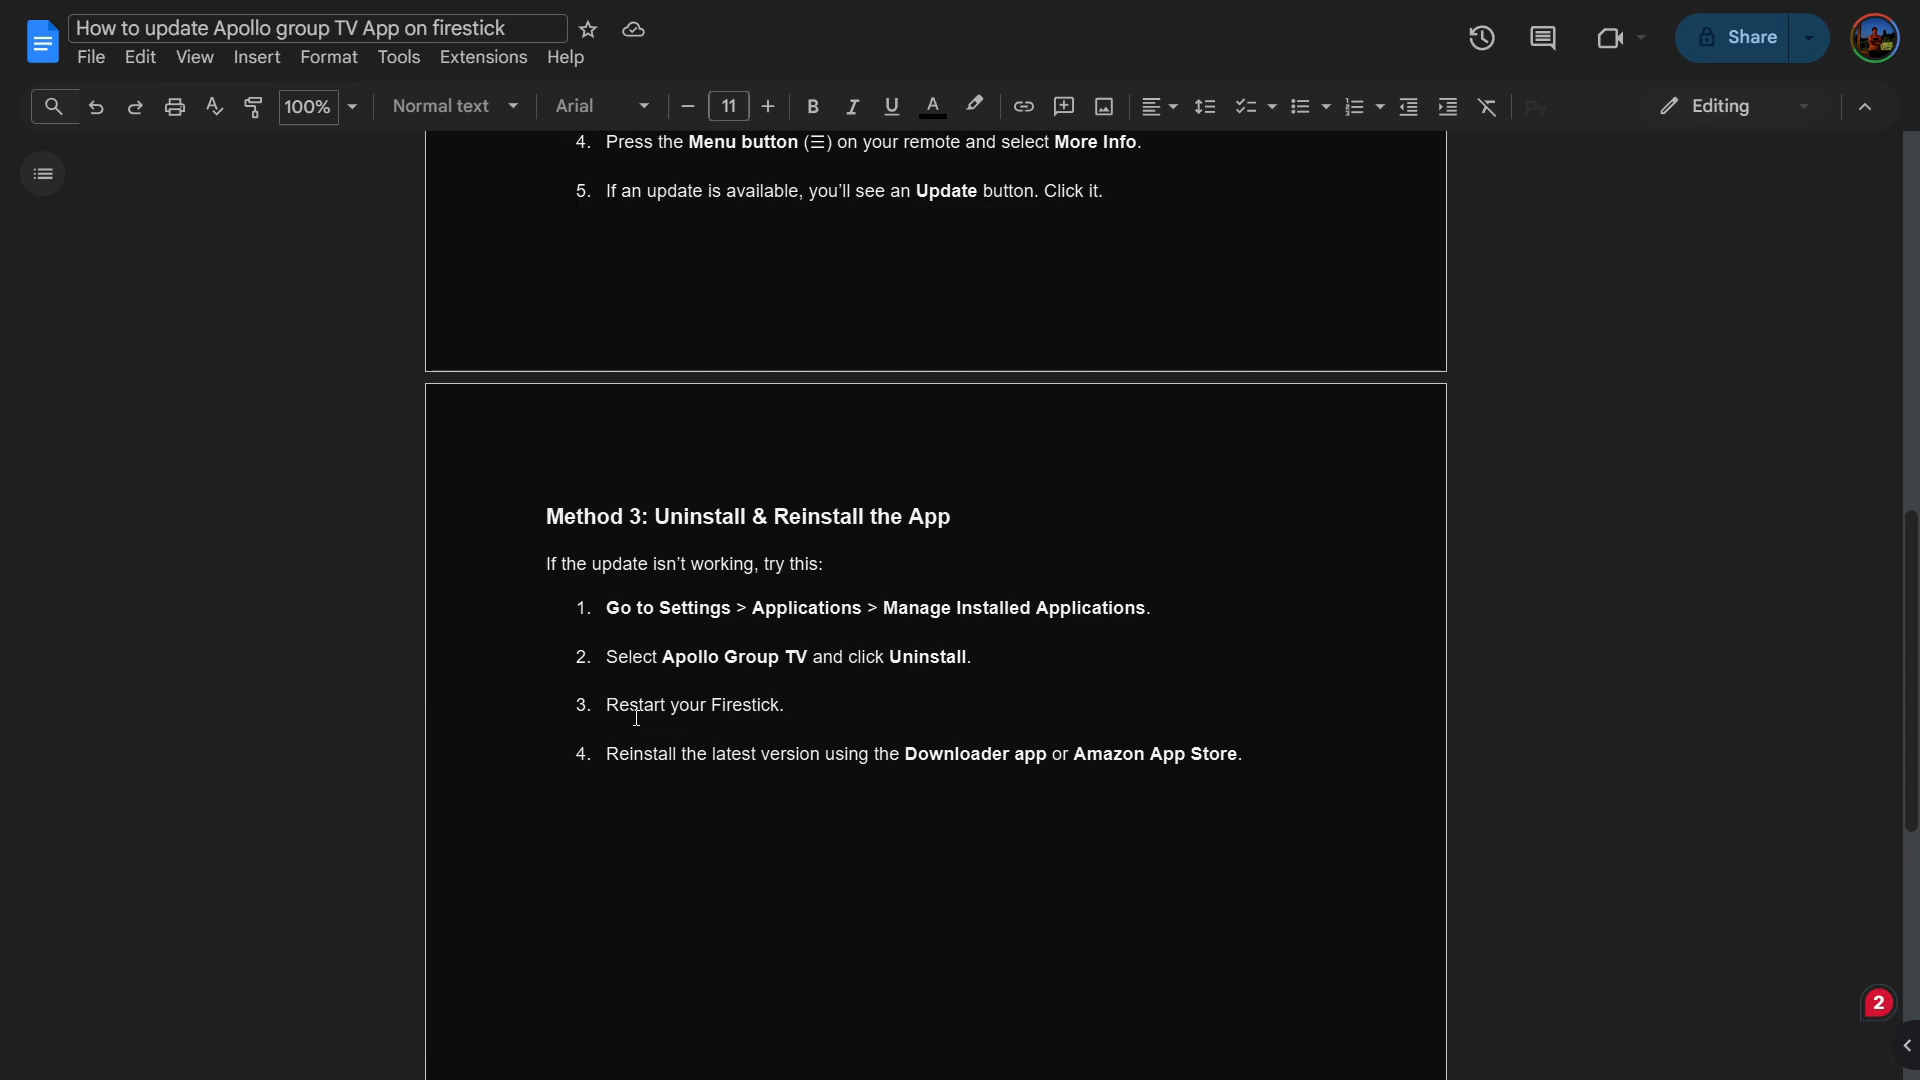 How to update Apollo group TV App on firestick
File Edit View Insert Format Tools Extensions Help
Share
100% Normal text Arial 11 Editing
4. Press the Menu button (☰) on your remote and select More Info.
5. If an update is available, you'll see an Update button. Click it.
Method 3: Uninstall & Reinstall the App
If the update isn't working, try this:
1. Go to Settings > Applications > Manage Installed Applications.
2. Select Apollo Group TV and click Uninstall.
3. Restart your Firestick.
4. Reinstall the latest version using the Downloader app or Amazon App Store.
2